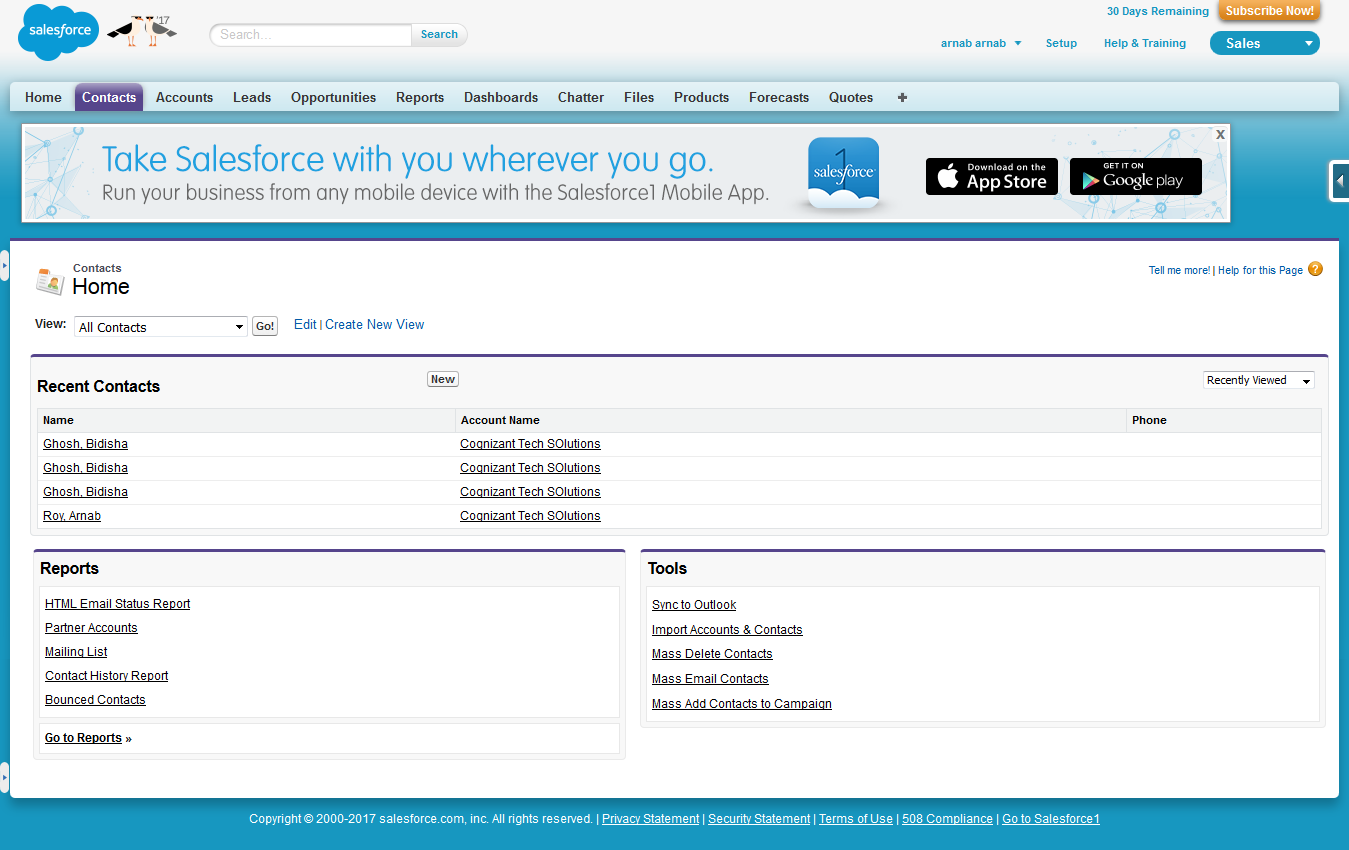 30 Days Remaining Subscribe Now!
salesforce '17 Search... Search
arnab arnab Setup Help & Training Sales
Home Contacts Accounts Leads Opportunities Reports Dashboards Chatter Files Products Forecasts Quotes +
Take Salesforce with you wherever you go.
Run your business from any mobile device with the Salesforce1 Mobile App.
1
salesforce
Download on the
App Store
GET IT ON
Google play
X
Contacts
Home
Tell me more! | Help for this Page ?
View: All Contacts Go! Edit | Create New View
Recent Contacts New Recently Viewed
Name Account Name Phone
Ghosh, Bidisha Cognizant Tech SOlutions
Ghosh, Bidisha Cognizant Tech SOlutions
Ghosh, Bidisha Cognizant Tech SOlutions
Roy, Arnab Cognizant Tech SOlutions
Reports
HTML Email Status Report
Partner Accounts
Mailing List
Contact History Report
Bounced Contacts
Go to Reports »
Tools
Sync to Outlook
Import Accounts & Contacts
Mass Delete Contacts
Mass Email Contacts
Mass Add Contacts to Campaign
Copyright © 2000-2017 salesforce.com, inc. All rights reserved. | Privacy Statement | Security Statement | Terms of Use | 508 Compliance | Go to Salesforce1